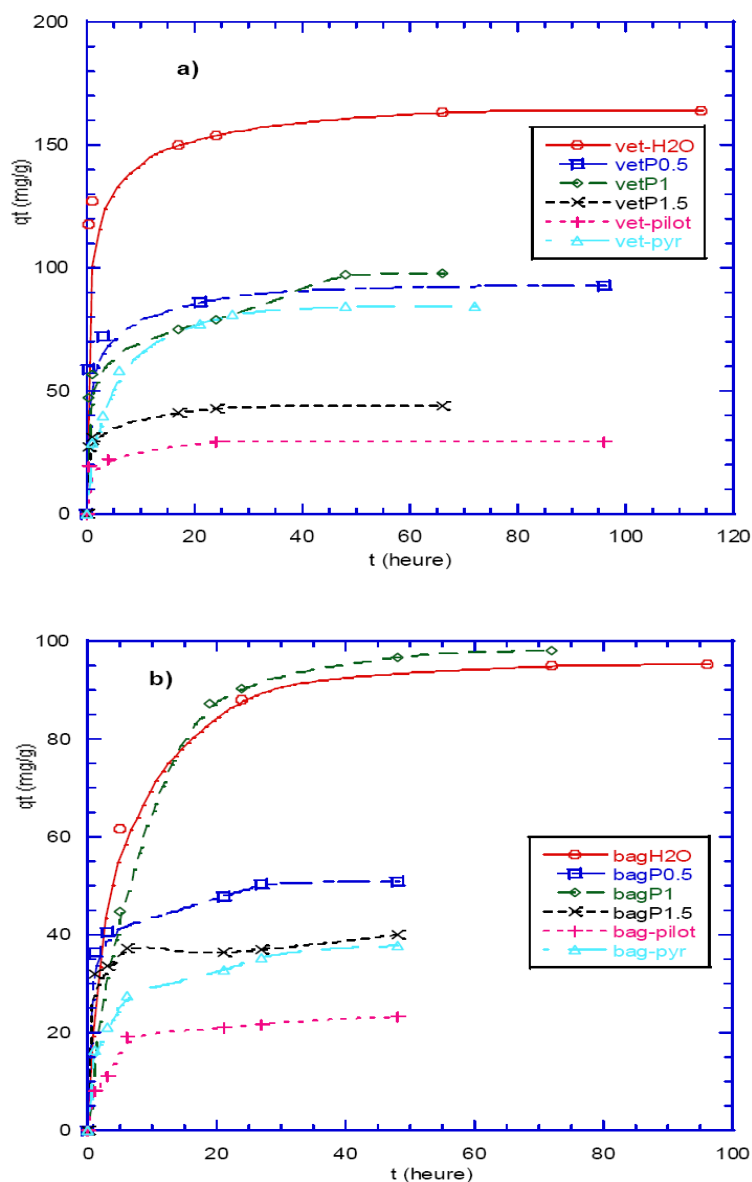 200
a)
150
vet-H2O
vetP0.5
vetP1
vetP1.5
vet-pilot
vet-pyr
qt (mg/g)
100
50
0
0 20 40 60 80 100 120
t (heure)
100
b)
80
qt (mg/g)
60
bagH2O
bagP0.5
bagP1
bagP1.5
bag-pilot
bag-pyr
40
20
0
0 20 40 60 80 100
t (heure)